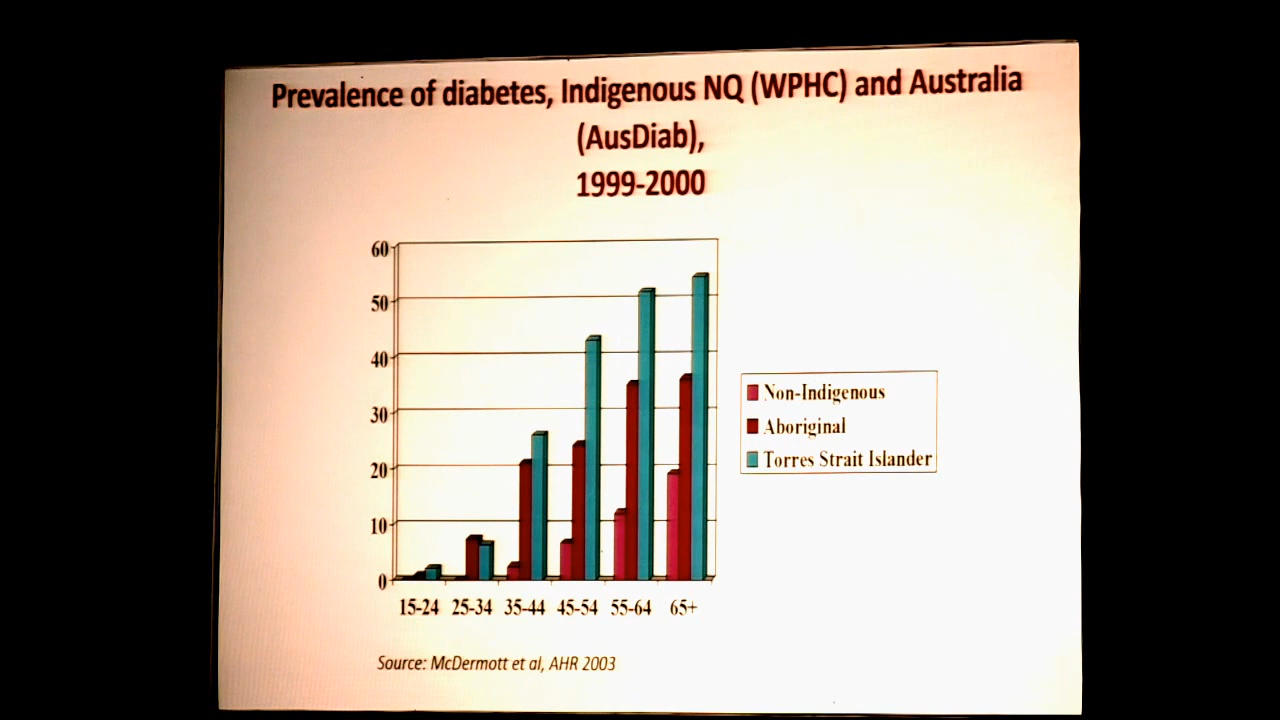 Prevalence of diabetes, Indigenous NQ (WPHC) and Australia
(AusDiab),
1999-2000
60
50
40
30
20
10
0
15-24 25-34 35-44 45-54 55-64 65+
Non-Indigenous
Aboriginal
Torres Strait Islander
Source: McDermott et al, AHR 2003